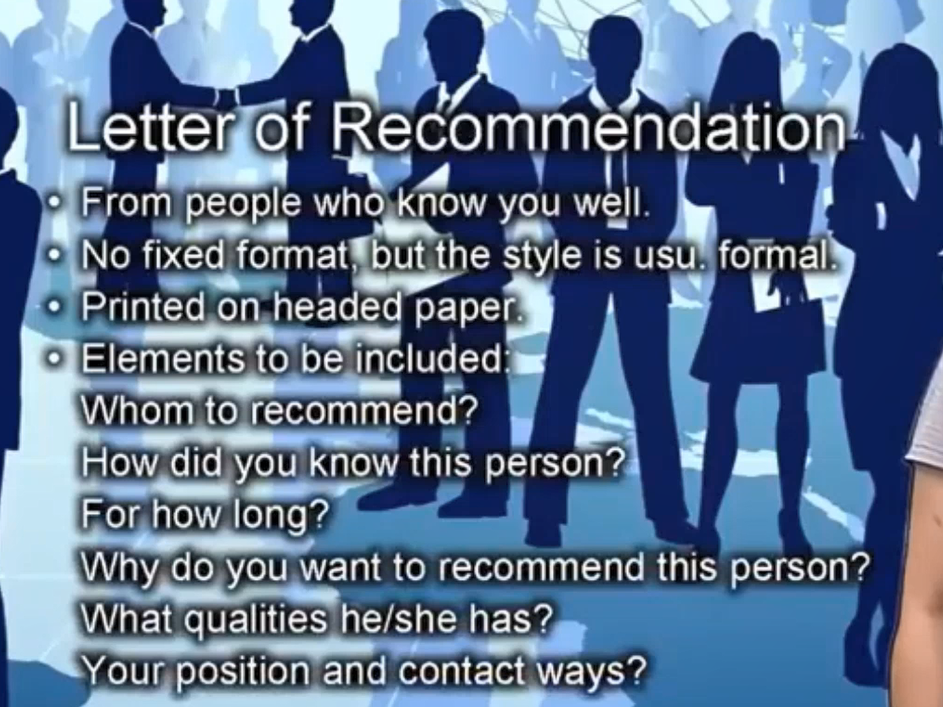 Letter of Recommendation
• From people who know you well.
• No fixed format, but the style is usu. formal.
• Printed on headed paper.
• Elements to be included:
Whom to recommend?
How did you know this person?
For how long?
Why do you want to recommend this person?
What qualities he/she has?
Your position and contact ways?